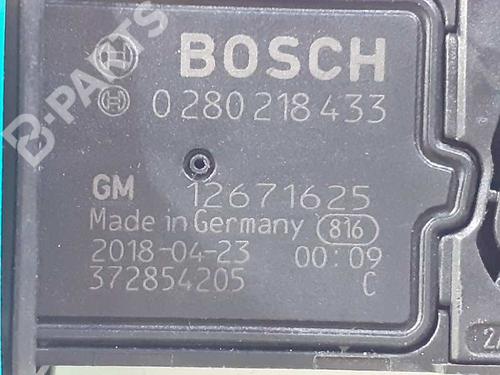 BOSCH
0 280 218 433
GM 12671625
Made in Germany 816
2018-04-23 00:09
372854205 C
B-PARTS